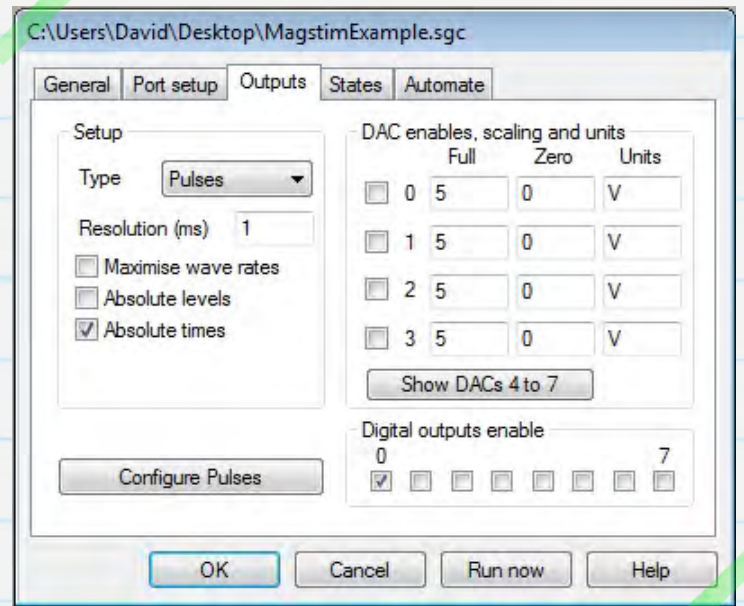 C:\Users\David\Desktop\MagstimExample.sgc
General Port setup Outputs States Automate
Setup
Type Pulses
Resolution (ms) 1
Maximise wave rates
Absolute levels
Absolute times
Configure Pulses
DAC enables, scaling and units
Full Zero Units
0 5 0 V
1 5 0 V
2 5 0 V
3 5 0 V
Show DACs 4 to 7
Digital outputs enable
0 7
OK Cancel Run now Help